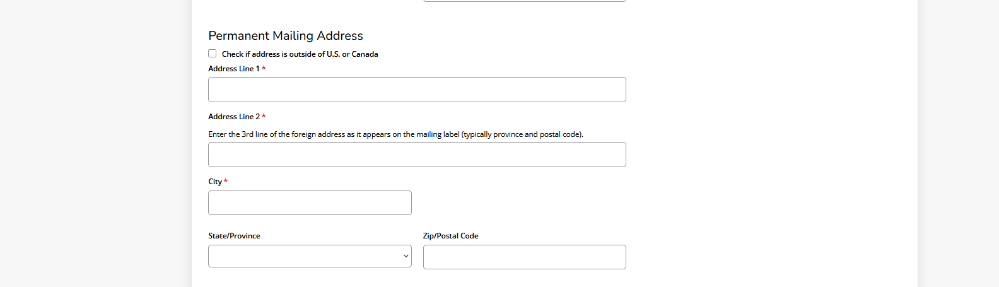 Permanent Mailing Address
Check if address is outside of U.S. or Canada
Address Line 1 *
Address Line 2 *
Enter the 3rd line of the foreign address as it appears on the mailing label (typically province and postal code).
City *
State/Province
Zip/Postal Code